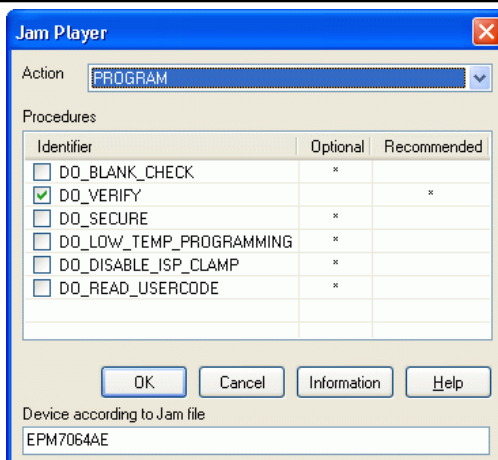 Jam Player
Action PROGRAM
Procedures
Identifier Optional Recommended
DO_BLANK_CHECK *
DO_VERIFY *
DO_SECURE *
DO_LOW_TEMP_PROGRAMMING *
DO_DISABLE_ISP_CLAMP *
DO_READ_USERCODE *
OK Cancel Information Help
Device according to Jam file
EPM7064AE